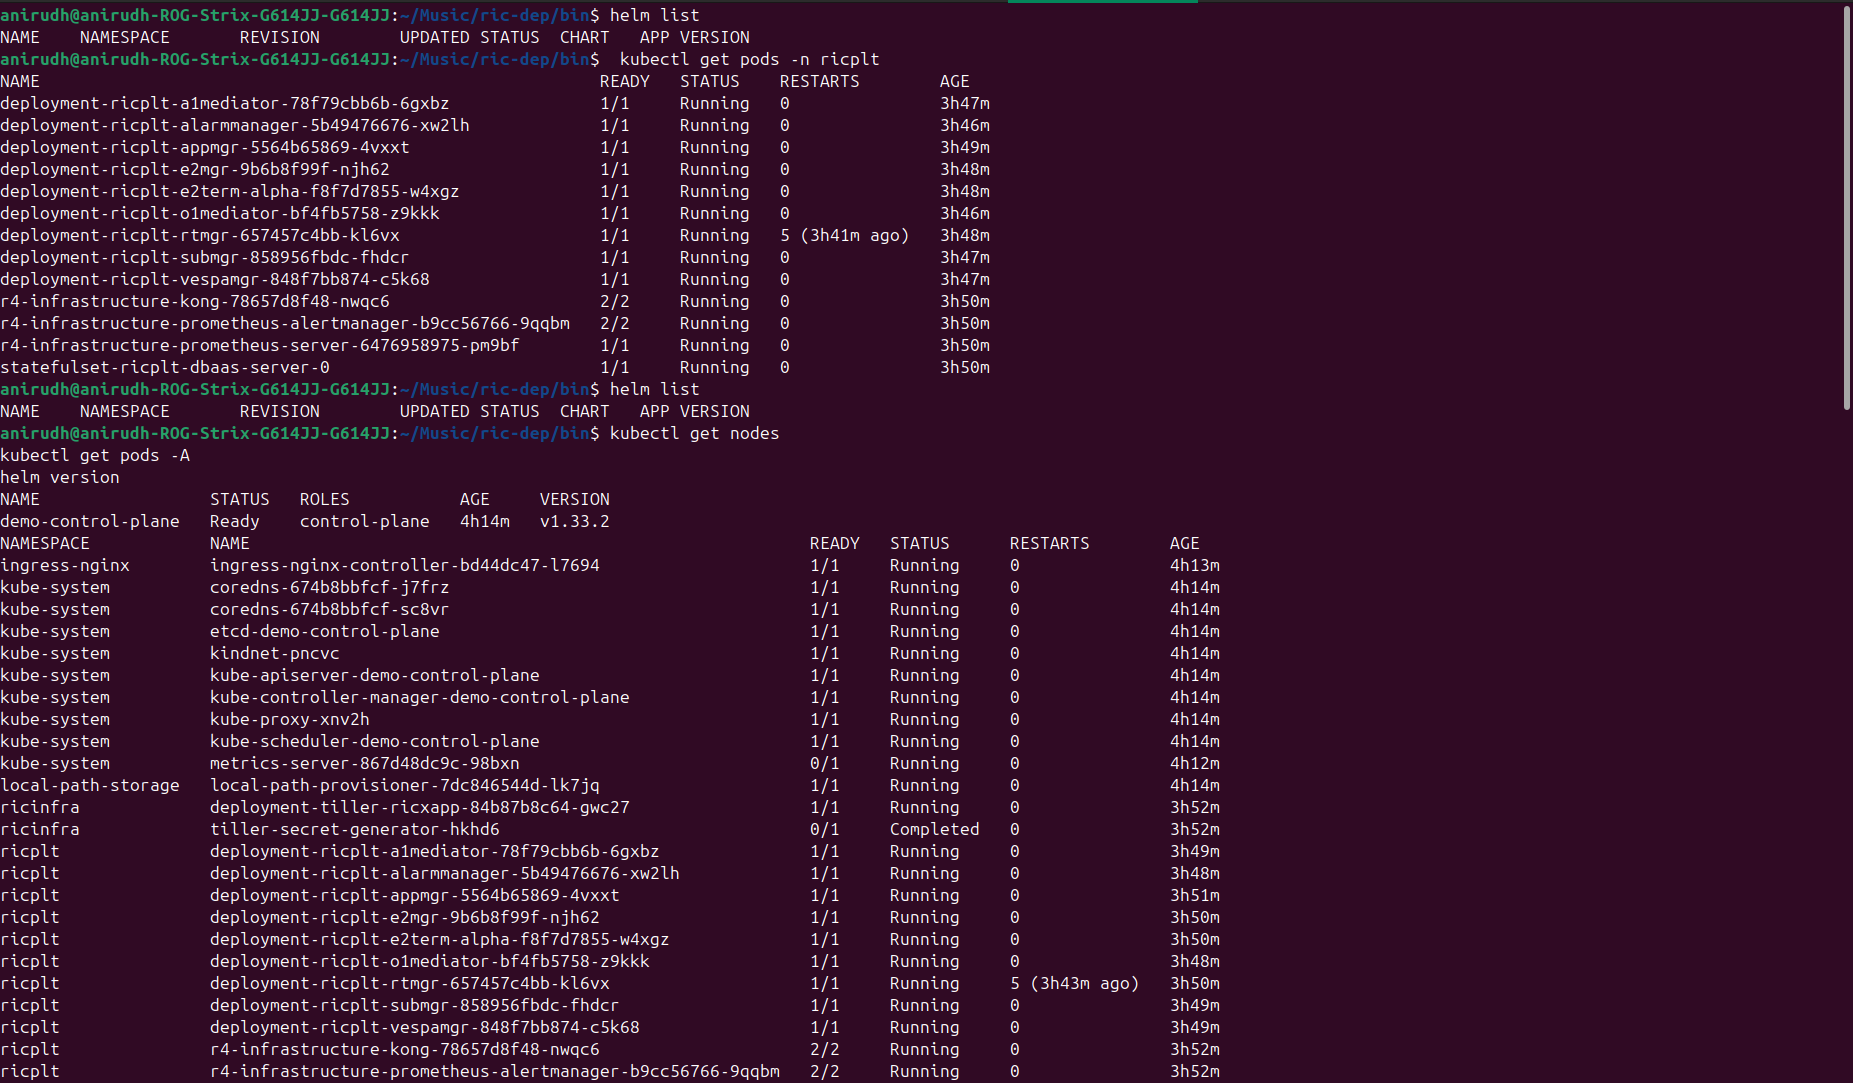 anirudh@anirudh-ROG-Strix-G614JJ-G614JJ:~/Music/ric-dep/bin$ helm list
NAME    NAMESPACE       REVISION        UPDATED STATUS  CHART   APP VERSION
anirudh@anirudh-ROG-Strix-G614JJ-G614JJ:~/Music/ric-dep/bin$  kubectl get pods -n ricplt
NAME                                                        READY   STATUS    RESTARTS        AGE
deployment-ricplt-a1mediator-78f79cbb6b-6gxbz               1/1     Running   0               3h47m
deployment-ricplt-alarmmanager-5b49476676-xw2lh             1/1     Running   0               3h46m
deployment-ricplt-appmgr-5564b65869-4vxxt                   1/1     Running   0               3h49m
deployment-ricplt-e2mgr-9b6b8f99f-njh62                     1/1     Running   0               3h48m
deployment-ricplt-e2term-alpha-f8f7d7855-w4xgz              1/1     Running   0               3h48m
deployment-ricplt-o1mediator-bf4fb5758-z9kkk                1/1     Running   0               3h46m
deployment-ricplt-rtmgr-657457c4bb-kl6vx                    1/1     Running   5 (3h41m ago)   3h48m
deployment-ricplt-submgr-858956fbdc-fhdcr                   1/1     Running   0               3h47m
deployment-ricplt-vespamgr-848f7bb874-c5k68                 1/1     Running   0               3h47m
r4-infrastructure-kong-78657d8f48-nwqc6                     2/2     Running   0               3h50m
r4-infrastructure-prometheus-alertmanager-b9cc56766-9qqbm   2/2     Running   0               3h50m
r4-infrastructure-prometheus-server-6476958975-pm9bf        1/1     Running   0               3h50m
statefulset-ricplt-dbaas-server-0                           1/1     Running   0               3h50m
anirudh@anirudh-ROG-Strix-G614JJ-G614JJ:~/Music/ric-dep/bin$ helm list
NAME    NAMESPACE       REVISION        UPDATED STATUS  CHART   APP VERSION
anirudh@anirudh-ROG-Strix-G614JJ-G614JJ:~/Music/ric-dep/bin$ kubectl get nodes
kubectl get pods -A
helm version
NAME                 STATUS   ROLES           AGE     VERSION
demo-control-plane   Ready    control-plane   4h14m   v1.33.2
NAMESPACE            NAME                                                        READY   STATUS      RESTARTS        AGE
ingress-nginx        ingress-nginx-controller-bd44dc47-l7694                     1/1     Running     0               4h13m
kube-system          coredns-674b8bbfcf-j7frz                                    1/1     Running     0               4h14m
kube-system          coredns-674b8bbfcf-sc8vr                                    1/1     Running     0               4h14m
kube-system          etcd-demo-control-plane                                     1/1     Running     0               4h14m
kube-system          kindnet-pncvc                                               1/1     Running     0               4h14m
kube-system          kube-apiserver-demo-control-plane                           1/1     Running     0               4h14m
kube-system          kube-controller-manager-demo-control-plane                  1/1     Running     0               4h14m
kube-system          kube-proxy-xnv2h                                            1/1     Running     0               4h14m
kube-system          kube-scheduler-demo-control-plane                           1/1     Running     0               4h14m
kube-system          metrics-server-867d48dc9c-98bxn                             0/1     Running     0               4h12m
local-path-storage   local-path-provisioner-7dc846544d-lk7jq                     1/1     Running     0               4h14m
ricinfra             deployment-tiller-ricxapp-84b87b8c64-gwc27                  1/1     Running     0               3h52m
ricinfra             tiller-secret-generator-hkhd6                               0/1     Completed   0               3h52m
ricplt               deployment-ricplt-a1mediator-78f79cbb6b-6gxbz               1/1     Running     0               3h49m
ricplt               deployment-ricplt-alarmmanager-5b49476676-xw2lh             1/1     Running     0               3h48m
ricplt               deployment-ricplt-appmgr-5564b65869-4vxxt                   1/1     Running     0               3h51m
ricplt               deployment-ricplt-e2mgr-9b6b8f99f-njh62                     1/1     Running     0               3h50m
ricplt               deployment-ricplt-e2term-alpha-f8f7d7855-w4xgz              1/1     Running     0               3h50m
ricplt               deployment-ricplt-o1mediator-bf4fb5758-z9kkk                1/1     Running     0               3h48m
ricplt               deployment-ricplt-rtmgr-657457c4bb-kl6vx                    1/1     Running     5 (3h43m ago)   3h50m
ricplt               deployment-ricplt-submgr-858956fbdc-fhdcr                   1/1     Running     0               3h49m
ricplt               deployment-ricplt-vespamgr-848f7bb874-c5k68                 1/1     Running     0               3h49m
ricplt               r4-infrastructure-kong-78657d8f48-nwqc6                     2/2     Running     0               3h52m
ricplt               r4-infrastructure-prometheus-alertmanager-b9cc56766-9qqbm   2/2     Running     0               3h52m